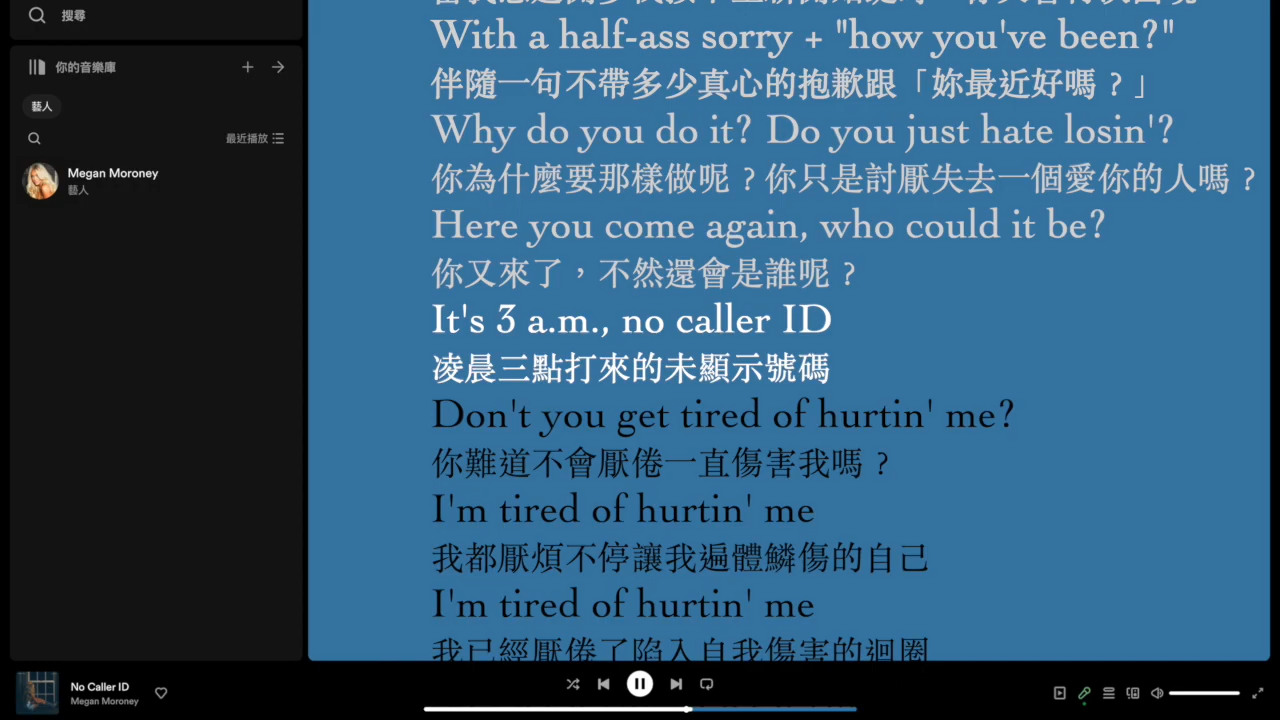 搜尋
你的音樂庫
藝人
最近播放
Megan Moroney
藝人
With a half-ass sorry + "how you've been?"
伴隨一句不帶多少真心的抱歉跟「妳最近好嗎？」
Why do you do it? Do you just hate losin'?
你為什麼要那樣做呢？你只是討厭失去一個愛你的人嗎？
Here you come again, who could it be?
你又來了，不然還會是誰呢？
It's 3 a.m., no caller ID
凌晨三點打來的未顯示號碼
Don't you get tired of hurtin' me?
你難道不會厭倦一直傷害我嗎？
I'm tired of hurtin' me
我都厭煩不停讓我遍體鱗傷的自己
I'm tired of hurtin' me
我已經厭倦了陷入自我傷害的迴圈
No Caller ID
Megan Moroney